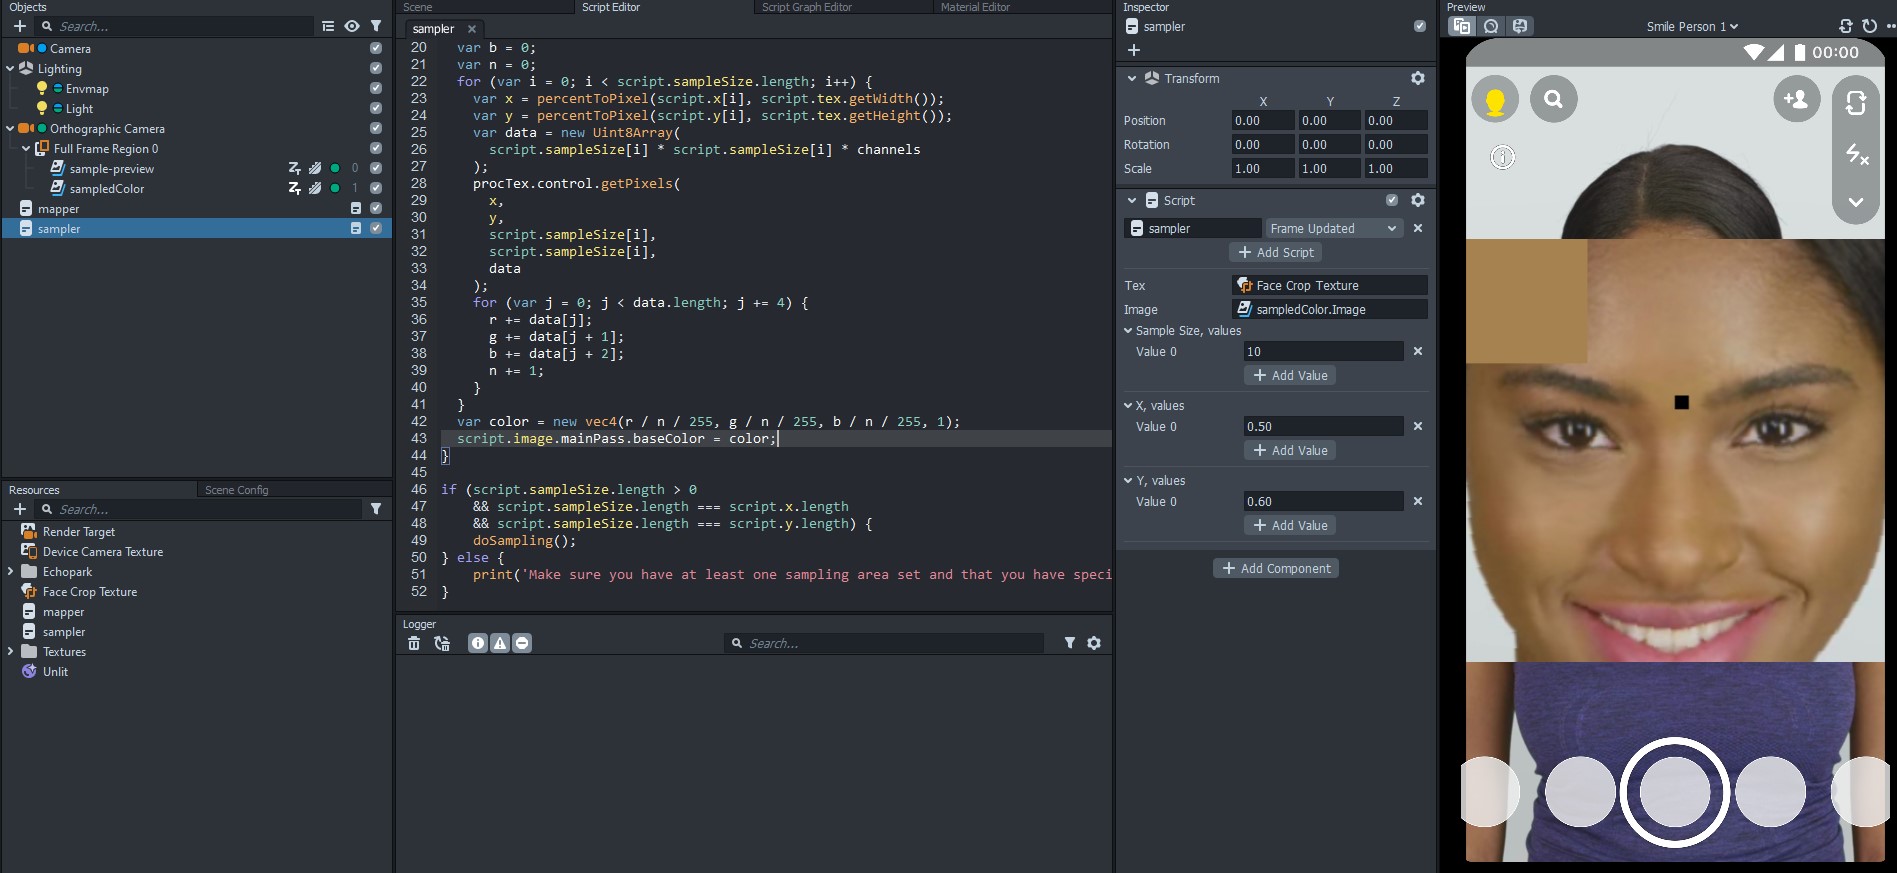 Objects
Search...
Camera
Lighting
Envmap
Light
Orthographic Camera
Full Frame Region 0
sample-preview 0
sampledColor 1
mapper
sampler
Resources Scene Config
Search...
Render Target
Device Camera Texture
Echopark
Face Crop Texture
mapper
sampler
Textures
Unlit
Scene Script Editor Script Graph Editor Material Editor
sampler
20 var b = 0;
21 var n = 0;
22 for (var i = 0; i < script.sampleSize.length; i++) {
23 var x = percentToPixel(script.x[i], script.tex.getWidth());
24 var y = percentToPixel(script.y[i], script.tex.getHeight());
25 var data = new Uint8Array(
26 script.sampleSize[i] * script.sampleSize[i] * channels
27 );
28 procTex.control.getPixels(
29 x,
30 y,
31 script.sampleSize[i],
32 script.sampleSize[i],
33 data
34 );
35 for (var j = 0; j < data.length; j += 4) {
36 r += data[j];
37 g += data[j + 1];
38 b += data[j + 2];
39 n += 1;
40 }
41 }
42 var color = new vec4(r / n / 255, g / n / 255, b / n / 255, 1);
43 script.image.mainPass.baseColor = color;
44 }
45
46 if (script.sampleSize.length > 0
47 && script.sampleSize.length === script.x.length
48 && script.sampleSize.length === script.y.length) {
49 doSampling();
50 } else {
51 print('Make sure you have at least one sampling area set and that you have speci
52 }
Logger
Search...
Inspector
sampler
Transform
X Y Z
Position 0.00 0.00 0.00
Rotation 0.00 0.00 0.00
Scale 1.00 1.00 1.00
Script
sampler Frame Updated
+ Add Script
Tex Face Crop Texture
Image sampledColor.Image
Sample Size, values
Value 0 10
+ Add Value
X, values
Value 0 0.50
+ Add Value
Y, values
Value 0 0.60
+ Add Value
+ Add Component
Preview
Smile Person 1
00:00